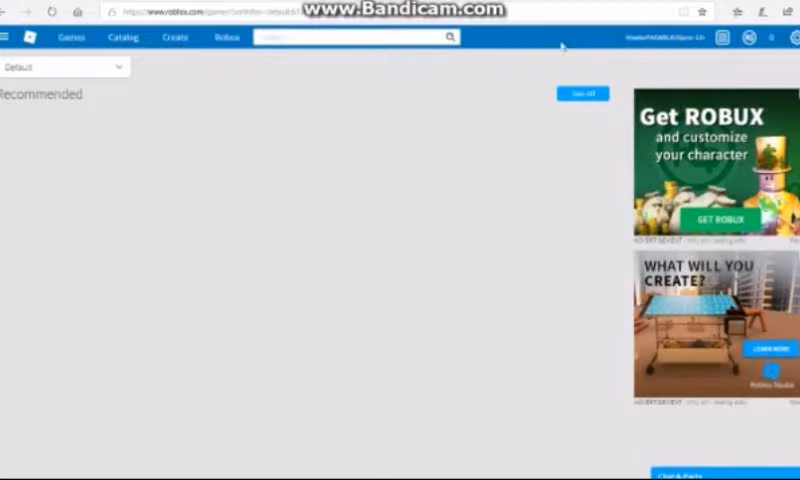 www.Bandicam.com
Games
Catalog
Create
Robux
0
Default
Recommended
See All
Get ROBUX
and customize
your character
GET ROBUX
ADVERTISEMENT
WHAT WILL YOU
CREATE?
LEARN MORE
Roblox Studio
ADVERTISEMENT
Chat & Party